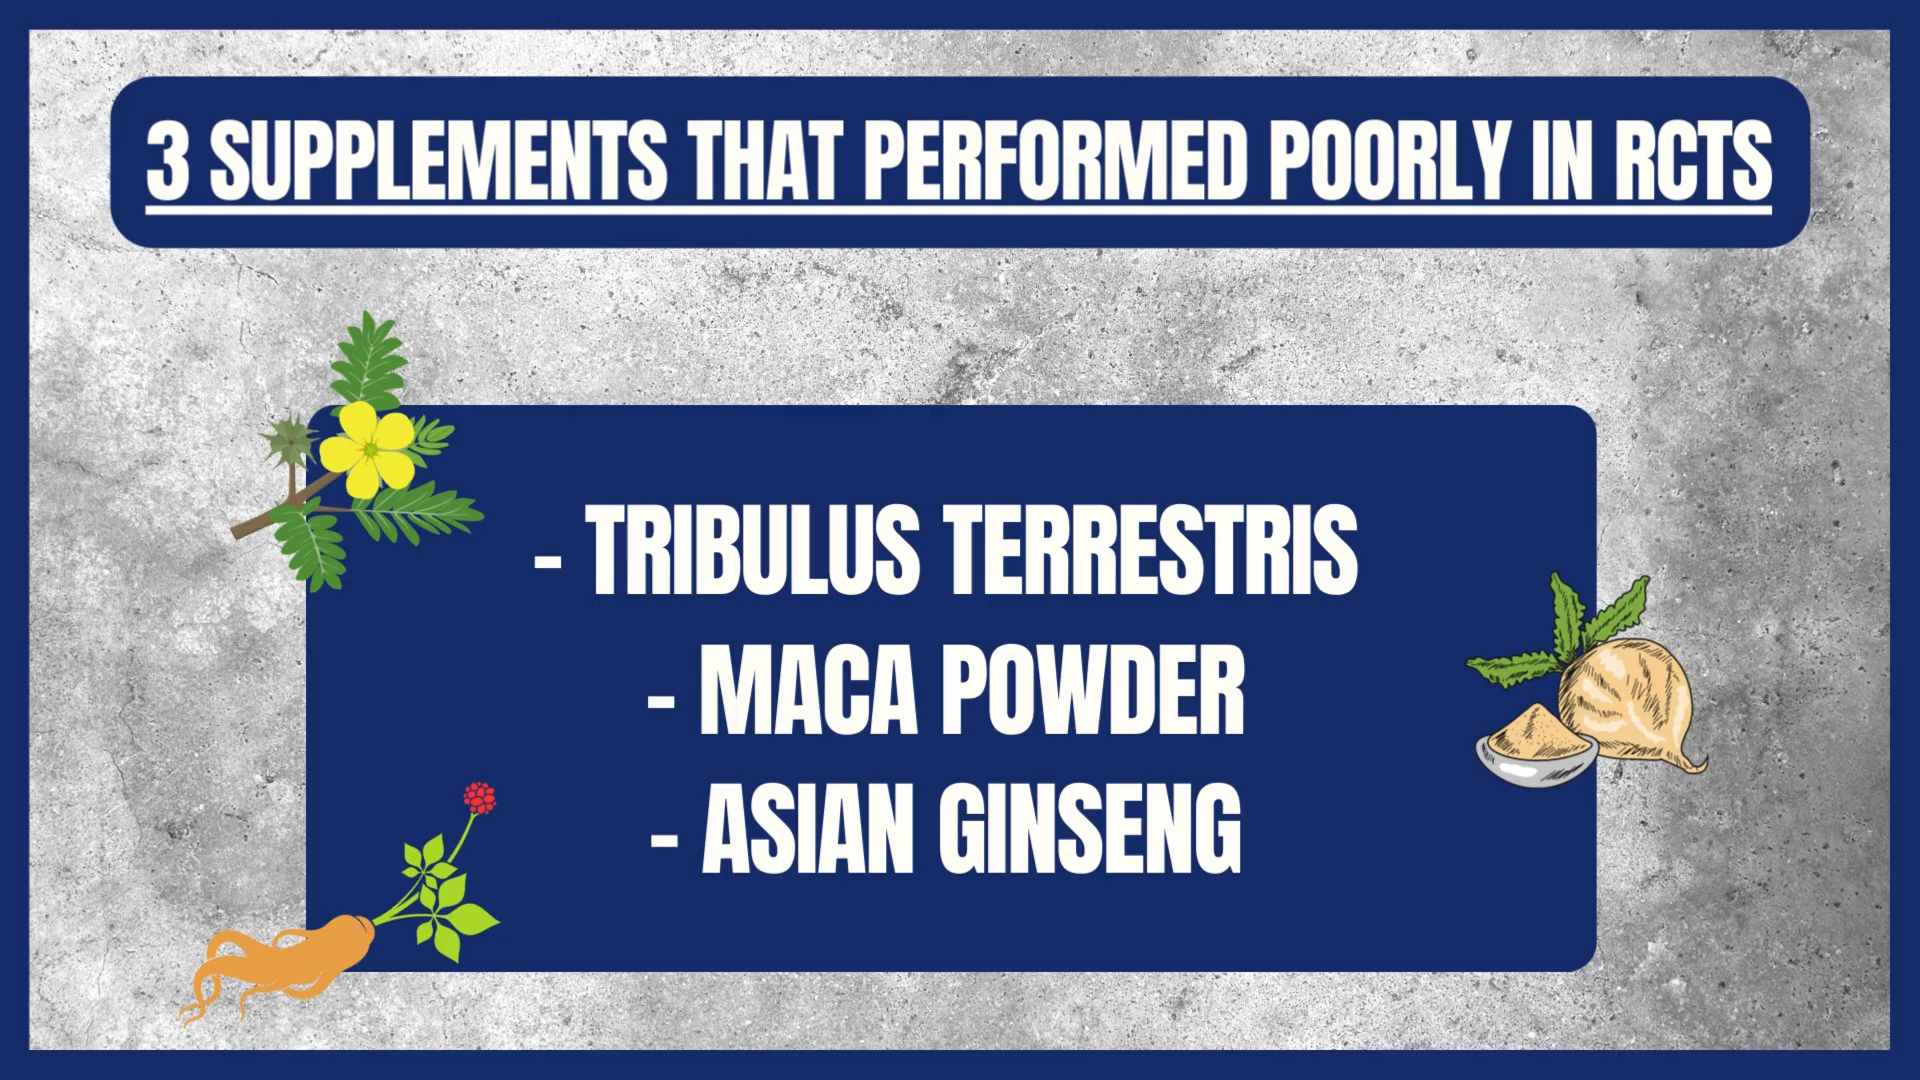 3 SUPPLEMENTS THAT PERFORMED POORLY IN RCTS
- TRIBULUS TERRESTRIS
- MACA POWDER
- ASIAN GINSENG